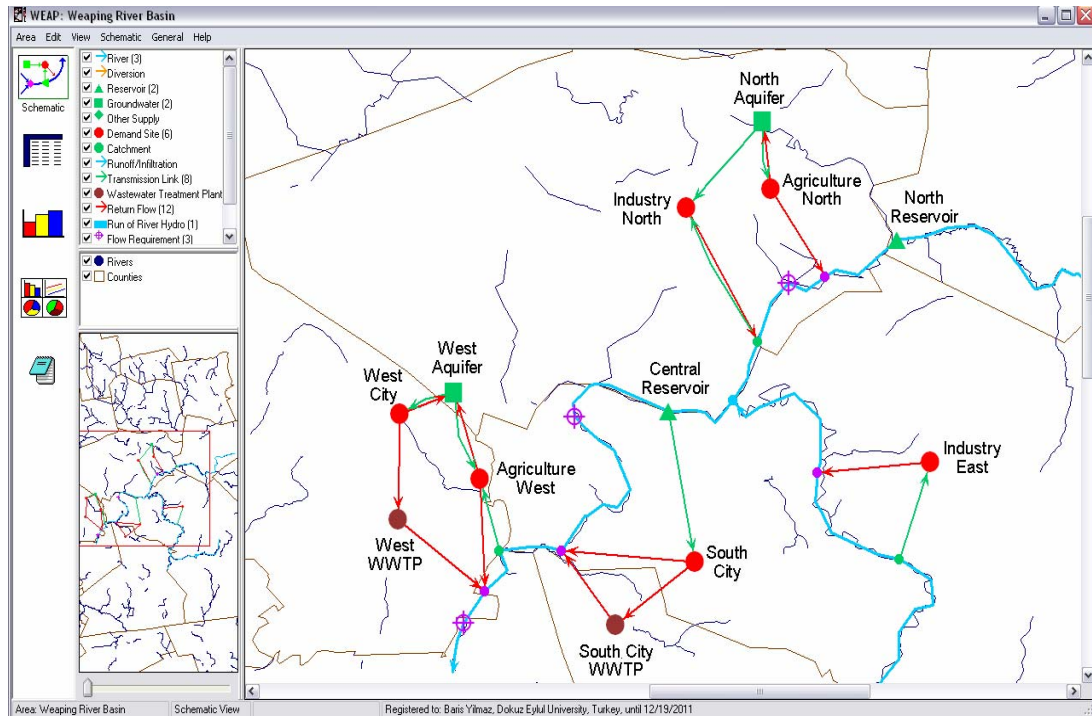 WEAP: Weaping River Basin
Area Edit View Schematic General Help
Schematic
River (3)
Diversion
Reservoir (2)
Groundwater (2)
Other Supply
Demand Site (6)
Catchment
Runoff/Infiltration
Transmission Link (8)
Wastewater Treatment Plant
Return Flow (12)
Run of River Hydro (1)
Flow Requirement (3)
Rivers
Counties
North
Aquifer
Industry
North
Agriculture
North
North
Reservoir
West
Aquifer
West
City
Central
Reservoir
Agriculture
West
Industry
East
West
WWTP
South
City
South City
WWTP
Area: Weaping River Basin
Schematic View
Registered to: Baris Yilmaz, Dokuz Eylul University, Turkey, until 12/19/2011